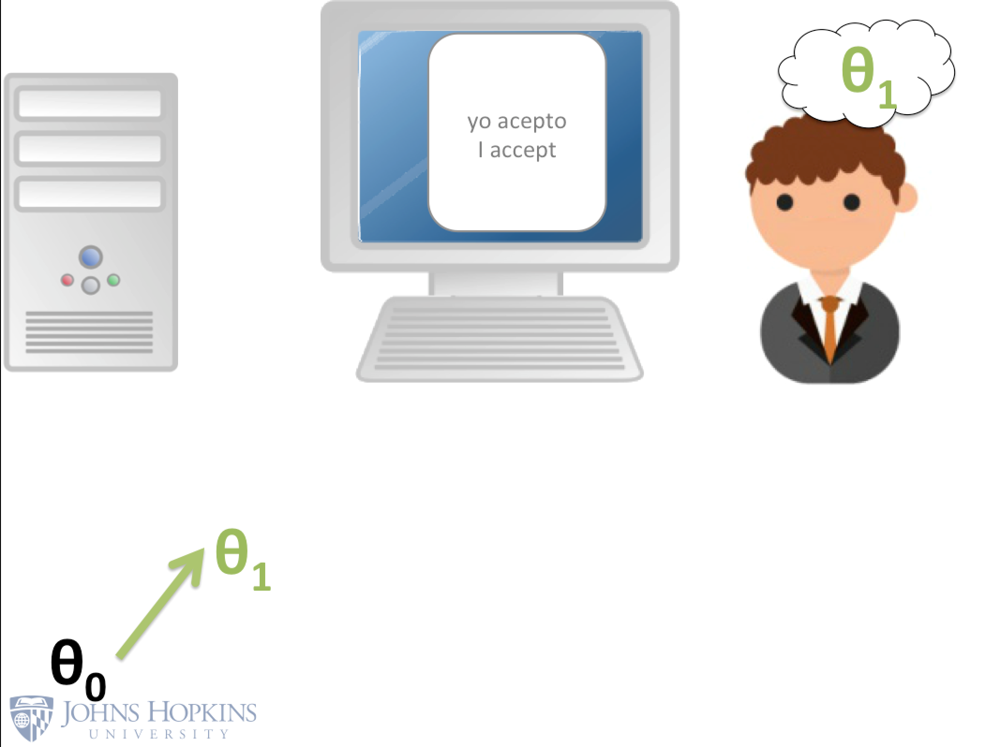 θ1
yo acepto
I accept
θ1
θ0
JOHNS HOPKINS
UNIVERSITY